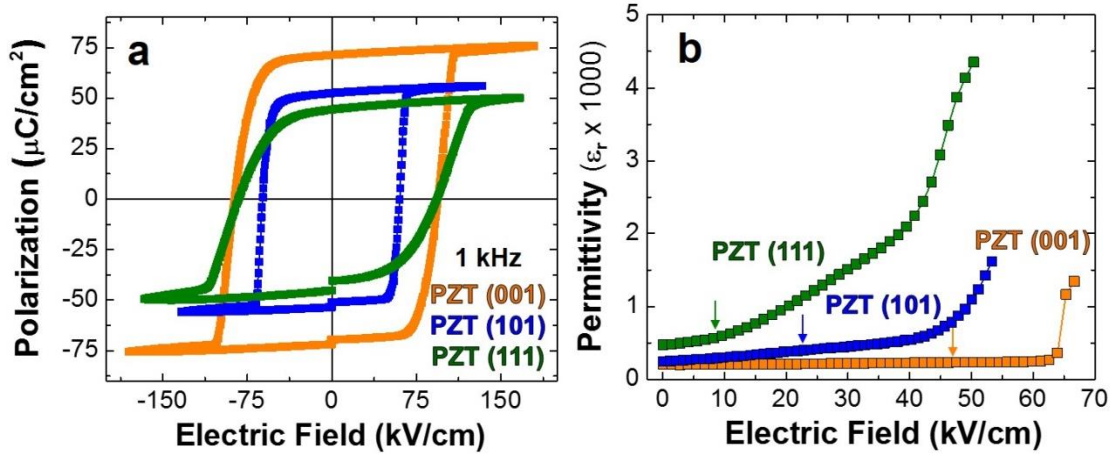 a
Polarization (μC/cm²)
75
50
25
0
-25
-50
-75
1 kHz
PZT (001)
PZT (101)
PZT (111)
-150
-75
0
75
150
Electric Field (kV/cm)
b
Permittivity (εr x 1000)
5
4
3
2
1
0
PZT (111)
PZT (101)
PZT (001)
0
10
20
30
40
50
60
70
Electric Field (kV/cm)